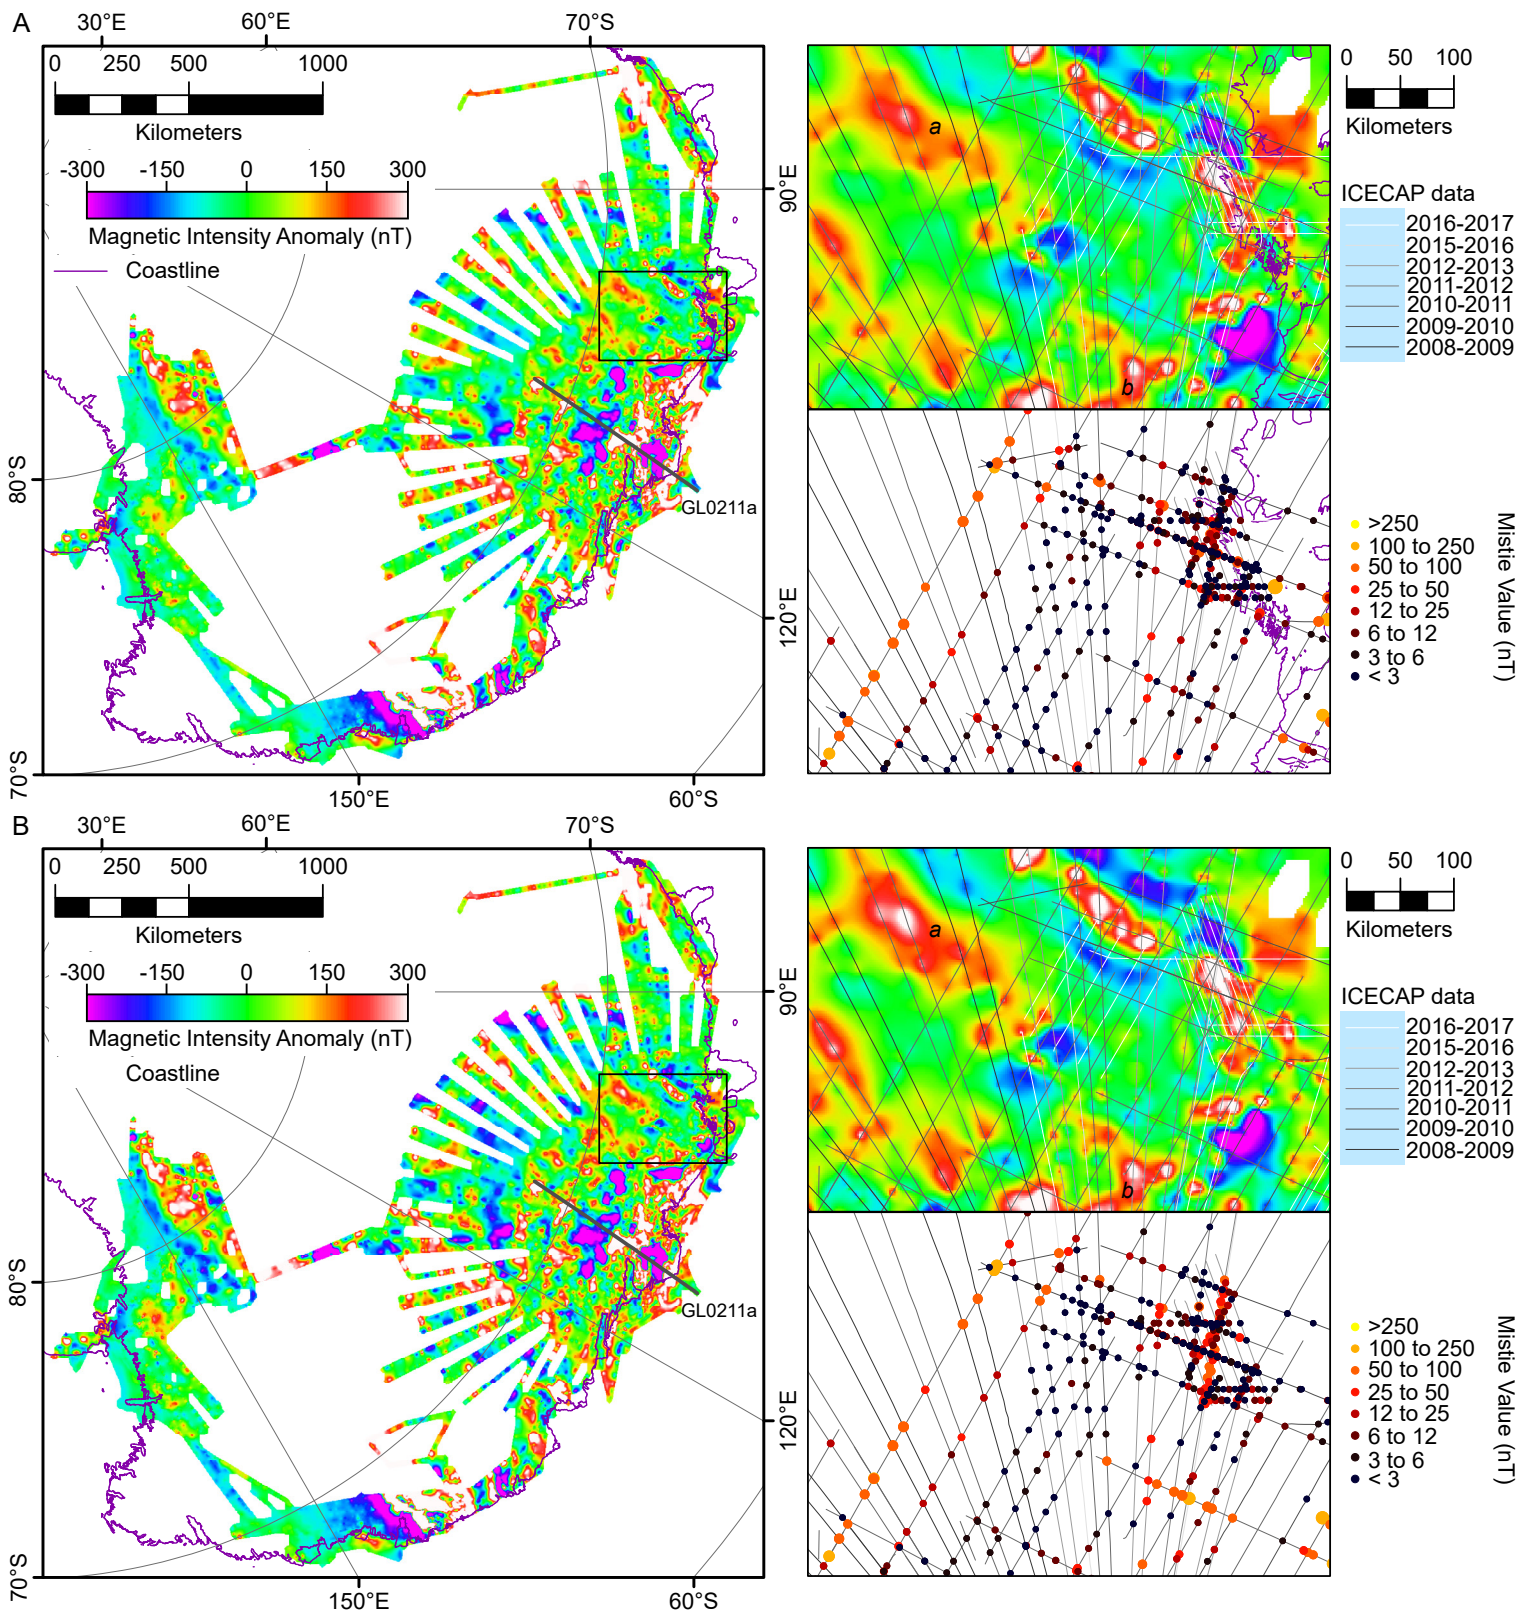 A
30°E
60°E
70°S
0 250 500 1000
Kilometers
-300 -150 0 150 300
Magnetic Intensity Anomaly (nT)
Coastline
90°E
80°S
GL0211a
120°E
70°S
150°E
60°S
a
b
0 50 100
Kilometers
ICECAP data
2016-2017
2015-2016
2012-2013
2011-2012
2010-2011
2009-2010
2008-2009
>250
100 to 250
50 to 100
25 to 50
12 to 25
6 to 12
3 to 6
< 3
Mistie Value (nT)
B
30°E
60°E
70°S
0 250 500 1000
Kilometers
-300 -150 0 150 300
Magnetic Intensity Anomaly (nT)
Coastline
90°E
80°S
GL0211a
120°E
70°S
150°E
60°S
a
b
0 50 100
Kilometers
ICECAP data
2016-2017
2015-2016
2012-2013
2011-2012
2010-2011
2009-2010
2008-2009
>250
100 to 250
50 to 100
25 to 50
12 to 25
6 to 12
3 to 6
< 3
Mistie Value (nT)